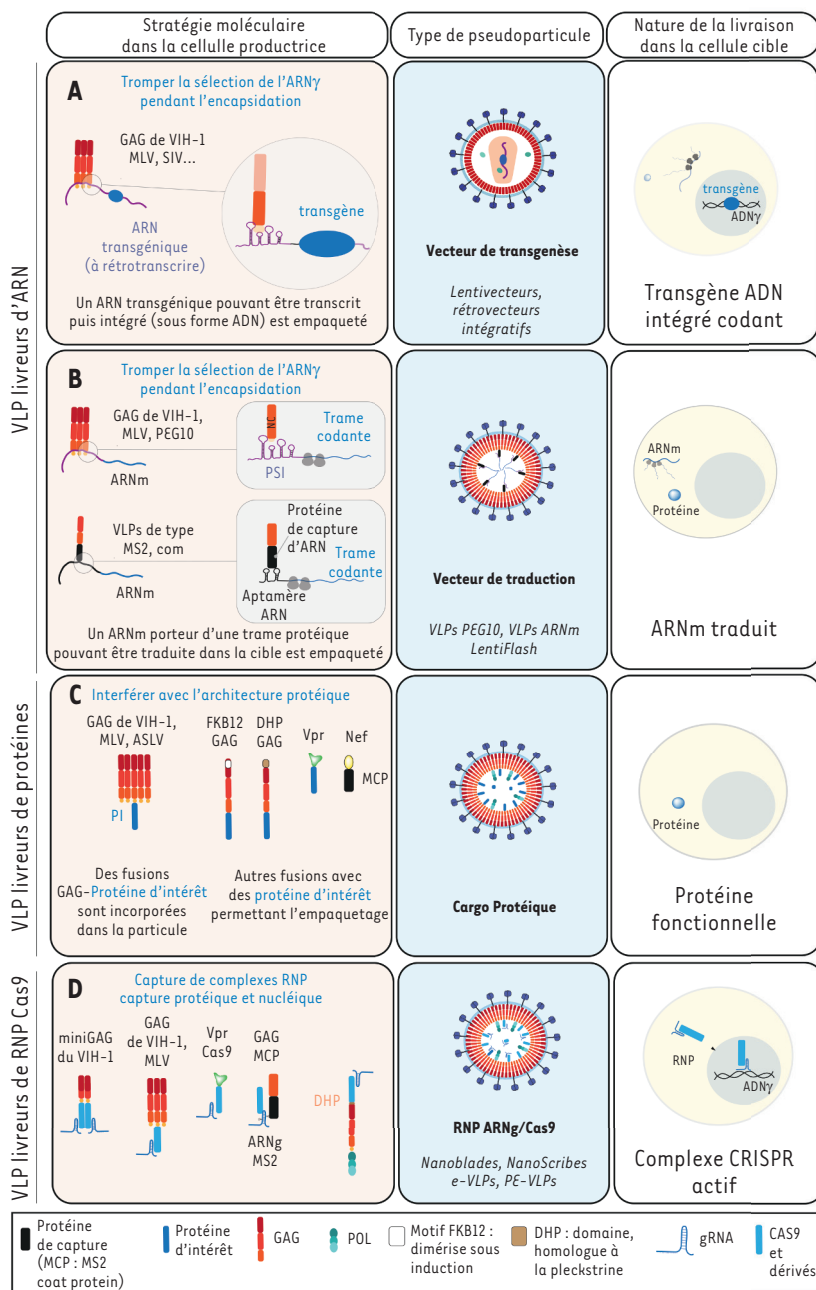 Stratégie moléculaire
dans la cellulle productrice
Type de pseudoparticule
Nature de la livraison
dans la cellule cible
VLP livreurs d'ARN
A
Tromper la sélection de l'ARNγ
pendant l'encapsidation
GAG de VIH-1
MLV, SIV...
transgène
ARN
transgénique
(à rétrotranscrire)
Un ARN transgénique pouvant être transcrit
puis intégré (sous forme ADN) est empaqueté
Vecteur de transgenèse
Lentivecteurs,
rétrovecteurs
intégratifs
transgène
ADNγ
Transgène ADN
intégré codant
B
Tromper la sélection de l'ARNγ
pendant l'encapsidation
GAG de VIH-1,
MLV, PEG10
ARNm
NC
Trame
codante
PSI
VLPs de type
MS2, com
ARNm
Protéine
de capture
d'ARN
Trame
codante
Aptamère
ARN
Un ARNm porteur d'une trame protéique
pouvant être traduite dans la cible est empaqueté
Vecteur de traduction
VLPs PEG10, VLPs ARNm
LentiFlash
ARNm
Protéine
ARNm traduit
VLP livreurs de protéines
C
Interférer avec l'architecture protéique
GAG de VIH-1,
MLV, ASLV
PI
FKB12
GAG
DHP
GAG
Vpr
Nef
MCP
Des fusions
GAG-Protéine d'intérêt
sont incorporées
dans la particule
Autres fusions avec
des protéine d'intérêt
permettant l'empaquetage
Cargo Protéique
Protéine
Protéine
fonctionnelle
VLP livreurs de RNP Cas9
D
Capture de complexes RNP
capture protéique et nucléique
miniGAG
du VIH-1
GAG
de VIH-1,
MLV
Vpr
Cas9
GAG
MCP
ARNg
MS2
DHP
RNP ARNg/Cas9
Nanoblades, NanoScribes
e-VLPs, PE-VLPs
RNP
ADNγ
Complexe CRISPR
actif
Protéine
de capture
(MCP : MS2
coat protein)
Protéine
d'intérêt
GAG
POL
Motif FKB12 :
dimérise sous
induction
DHP : domaine,
homologue à
la pleckstrine
gRNA
CAS9
et
dérivés